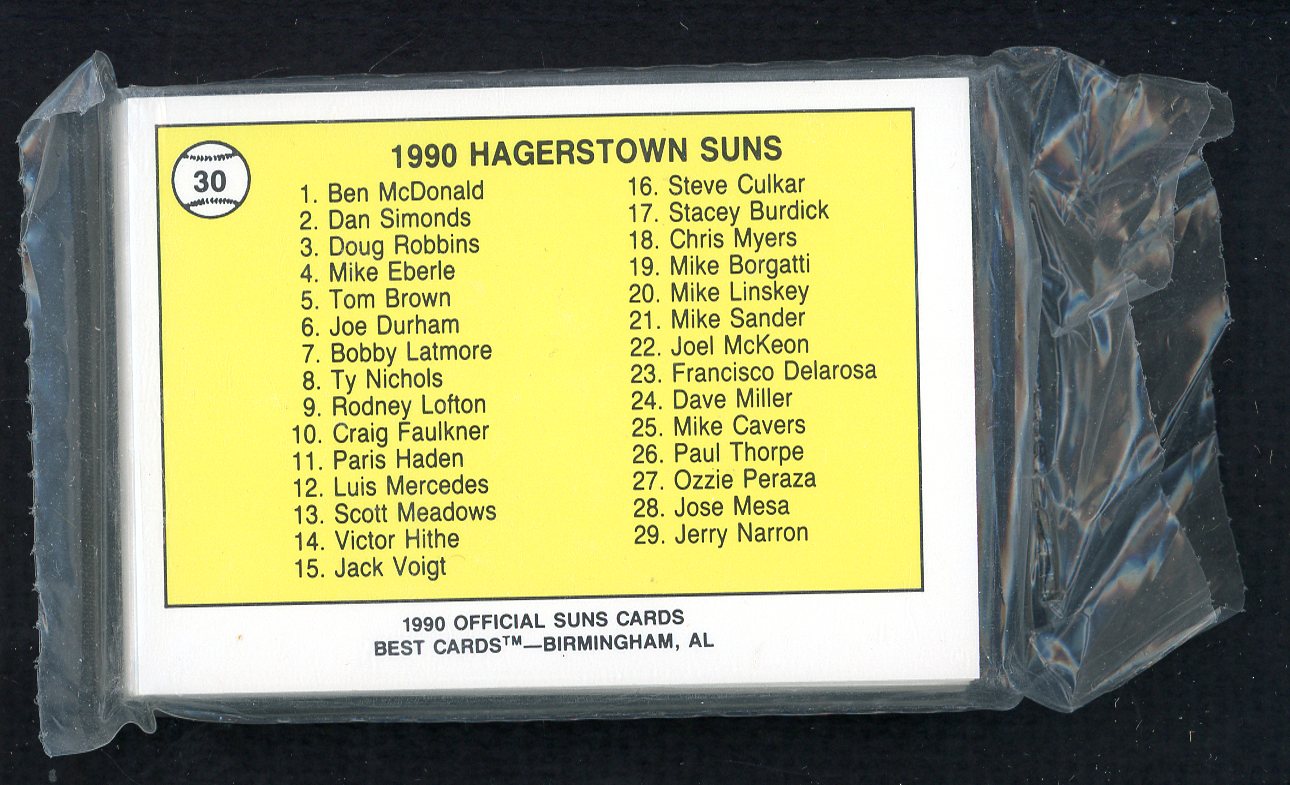 30
1990 HAGERSTOWN SUNS
1. Ben McDonald
2. Dan Simonds
3. Doug Robbins
4. Mike Eberle
5. Tom Brown
6. Joe Durham
7. Bobby Latmore
8. Ty Nichols
9. Rodney Lofton
10. Craig Faulkner
11. Paris Haden
12. Luis Mercedes
13. Scott Meadows
14. Victor Hithe
15. Jack Voigt
16. Steve Culkar
17. Stacey Burdick
18. Chris Myers
19. Mike Borgatti
20. Mike Linskey
21. Mike Sander
22. Joel McKeon
23. Francisco Delarosa
24. Dave Miller
25. Mike Cavers
26. Paul Thorpe
27. Ozzie Peraza
28. Jose Mesa
29. Jerry Narron
1990 OFFICIAL SUNS CARDS
BEST CARDS™—BIRMINGHAM, AL